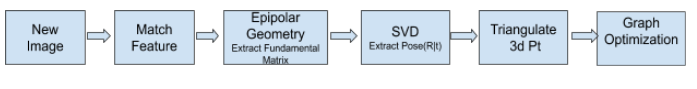 New
Image
Match
Feature
Epipolar
Geometry
Extract Fundamental
Matrix
SVD
Extract Pose(R|t)
Triangulate
3d Pt
Graph
Optimization